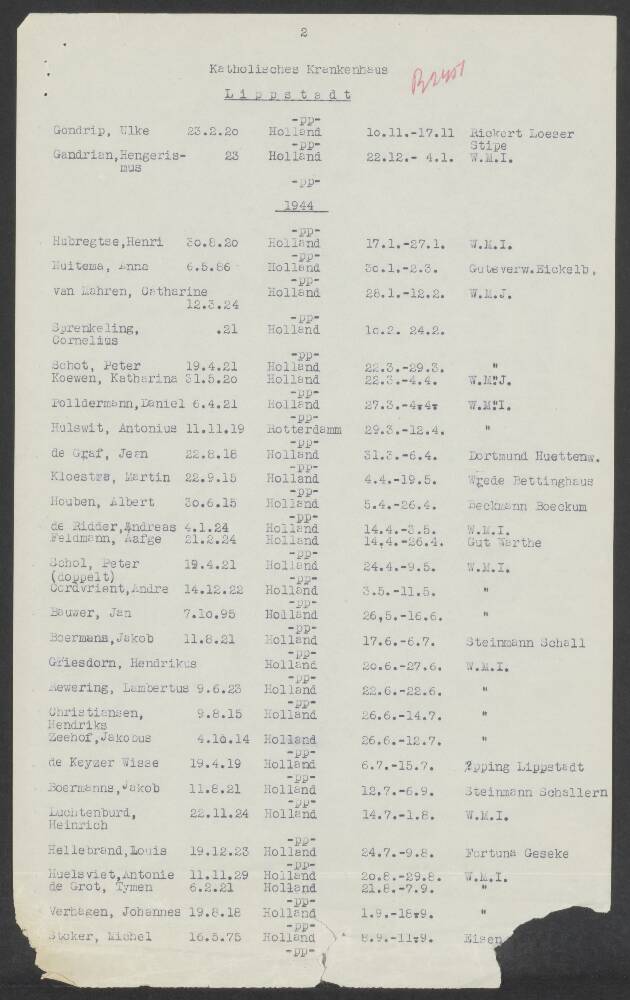 2
Katholisches Krankenhaus
Lippstadt
-pp-
Gondrip, Ulke 23.2.20 Holland 10.11.-17.11 Rickert Loeser
-pp- Stipe
Gandrian,Hengeris- 23 Holland 22.12.- 4.1. W.M.I.
mus
-pp-
1944
-pp-
Hubregtse,Henri 30.8.20 Holland 17.1.-27.1. W.M.I.
-pp-
Nuitema, Anna 6.5.86 Holland 30.1.-2.3. Gutsverw.Eickelb.
-pp-
van Mahren, Catharine Holland 28.1.-12.2. W.M.J.
12.3.24
-pp-
Sprenkeling, .21 Holland 10.2. 24.2.
Cornelius
-pp-
Schot, Peter 19.4.21 Holland 22.3.-29.3. "
Koewen, Katharina 31.5.20 Holland 22.3.-4.4. W.M.J.
-pp-
Polldermann,Daniel 6.4.21 Holland 27.3.-4.4. W.M.I.
-pp-
Hulswit, Antonius 11.11.19 Rotterdamm 29.3.-12.4. "
-pp-
de Graf, Jean 22.8.18 Holland 31.3.-6.4. Dortmund Huettenw.
-pp-
Kloestra, Martin 22.9.15 Holland 4.4.-19.5. Wrede Bettinghaus
-pp-
Houben, Albert 30.6.15 Holland 5.4.-26.4. Beckmann Boeckum
-pp-
de Ridder,Andreas 4.1.24 Holland 14.4.-3.5. W.M.I.
Feldmann, Aafge 21.2.24 Holland 14.4.-26.4. Gut Warthe
-pp-
Schol, Peter 19.4.21 Holland 24.4.-9.5. W.M.I.
(doppelt) -pp-
Cordvrient,Andre 14.12.22 Holland 3.5.-11.5. "
-pp-
Bauwer, Jan 7.10.95 Holland 26,5.-16.6. "
-pp-
Boermans,Jakob 11.8.21 Holland 17.6.-6.7. Steinmann Schall
-pp-
Griesdorn, Hendrikus Holland 20.6.-27.6. W.M.I.
-pp-
Rewering, Lambertus 9.6.23 Holland 22.6.-22.6. "
-pp-
Christiansen, 9.8.15 Holland 26.6.-14.7. "
Hendriks
Zeehof,Jakobus 4.10.14 Holland 26.6.-12.7. "
-pp-
de Keyzer Wisse 19.4.19 Holland 6.7.-15.7. Epping Lippstadt
-pp-
Boermanns,Jakob 11.8.21 Holland 12.7.-6.9. Steinmann Schallern
-pp-
Luchtenburd, 22.11.24 Holland 14.7.-1.8. W.M.I.
Heinrich
-pp-
Hellebrand,Louis 19.12.23 Holland 24.7.-9.8. Fortuna Geseke
-pp-
Huelsviet,Antonie 11.11.29 Holland 20.8.-29.8. W.M.I.
de Grot, Tymen 6.2.21 Holland 21.8.-7.9. "
-pp-
Verhagen, Johannes 19.8.18 Holland 1.9.-18.9. "
-pp-
Stoker, Michel 16.5.75 Holland 8.9.-11.9. Eisen
-pp-